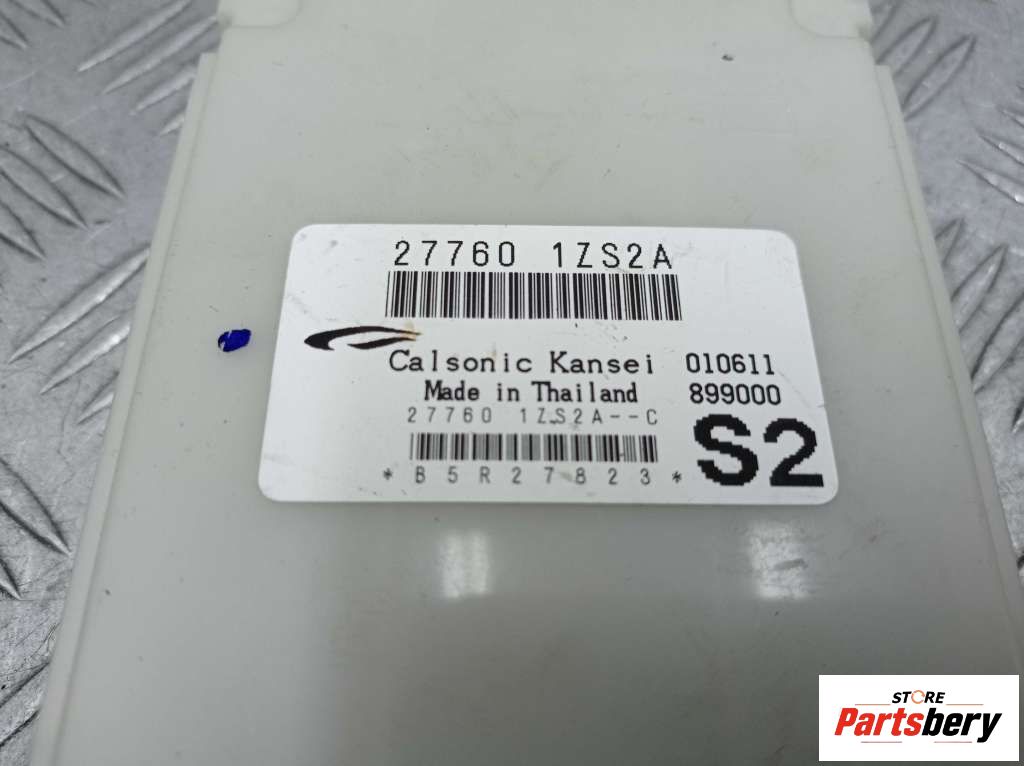 27760 1ZS2A
Calsonic Kansei 010611
Made in Thailand 899000
27760 1ZS2A--C
S2
*B5R27823*
STORE
Partsbery